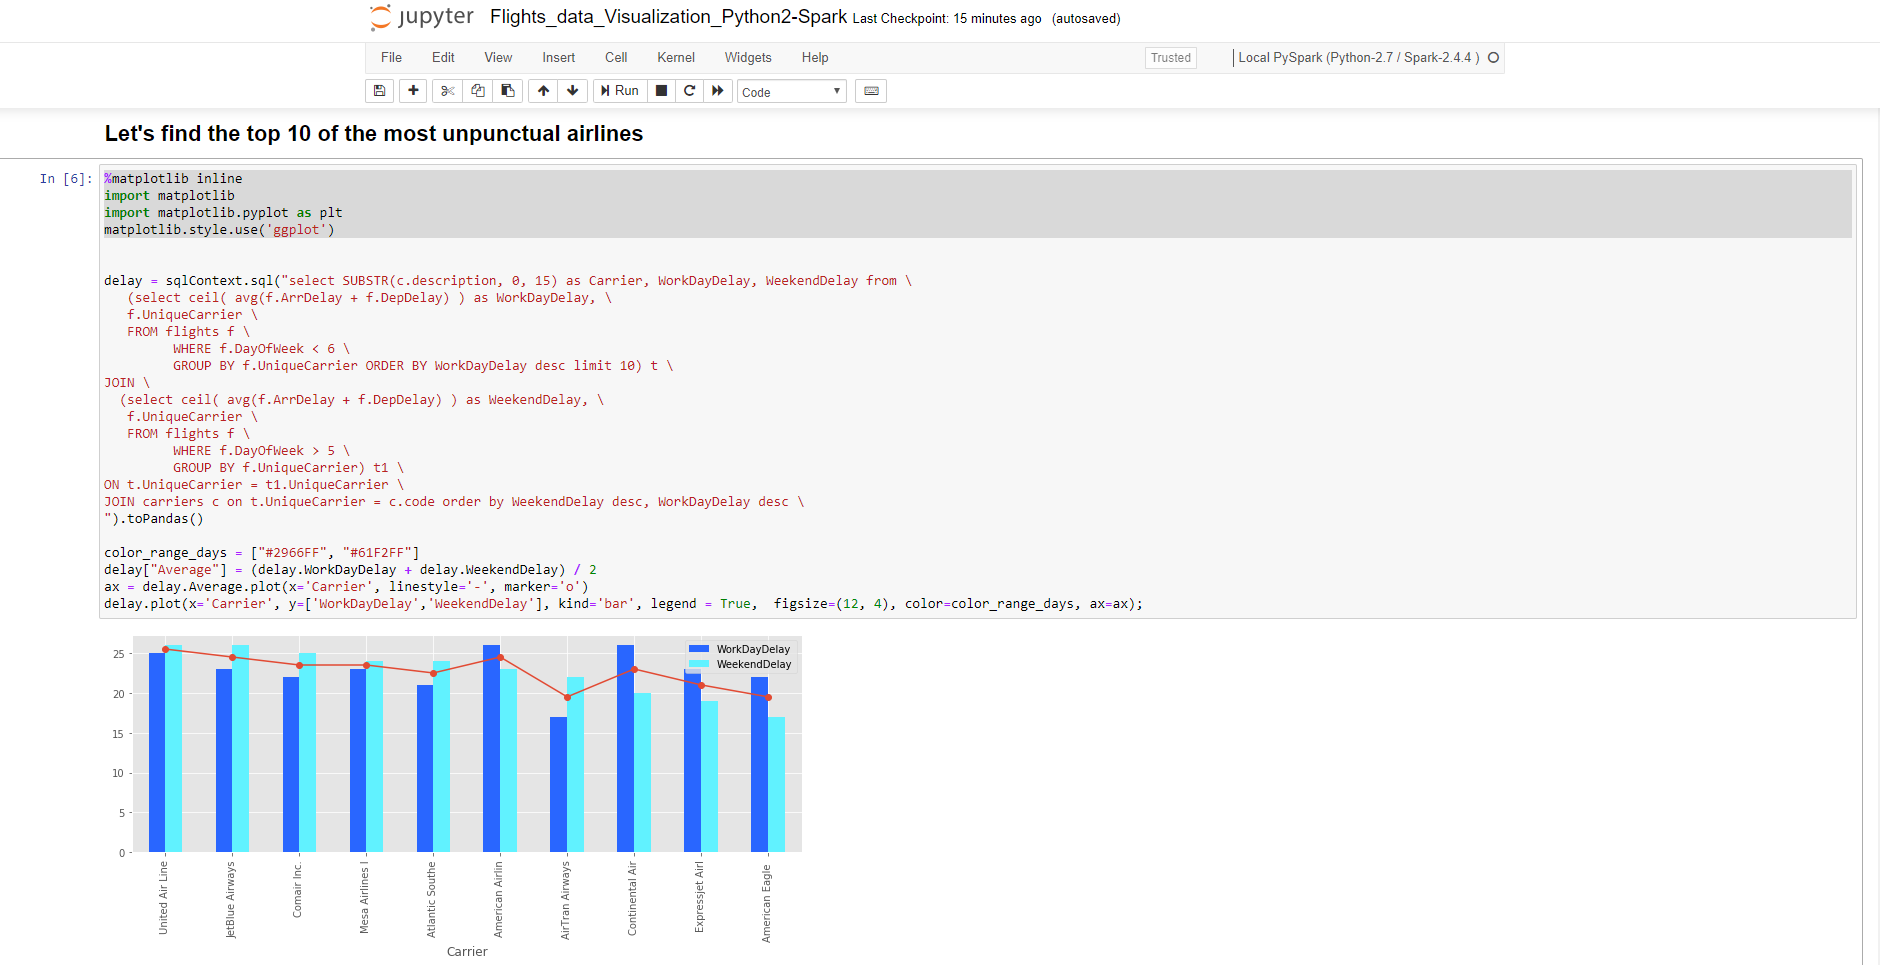 jupyter Flights_data_Visualization_Python2-Spark Last Checkpoint: 15 minutes ago (autosaved)
File Edit View Insert Cell Kernel Widgets Help Trusted Local PySpark (Python-2.7 / Spark-2.4.4 )
Run Code
Let's find the top 10 of the most unpunctual airlines
In [6]:
%matplotlib inline
import matplotlib
import matplotlib.pyplot as plt
matplotlib.style.use('ggplot')
delay = sqlContext.sql("select SUBSTR(c.description, 0, 15) as Carrier, WorkDayDelay, WeekendDelay from \
(select ceil( avg(f.ArrDelay + f.DepDelay) ) as WorkDayDelay, \
f.UniqueCarrier \
FROM flights f \
WHERE f.DayOfWeek < 6 \
GROUP BY f.UniqueCarrier ORDER BY WorkDayDelay desc limit 10) t \
JOIN \
(select ceil( avg(f.ArrDelay + f.DepDelay) ) as WeekendDelay, \
f.UniqueCarrier \
FROM flights f \
WHERE f.DayOfWeek > 5 \
GROUP BY f.UniqueCarrier) t1 \
ON t.UniqueCarrier = t1.UniqueCarrier \
JOIN carriers c on t.UniqueCarrier = c.code order by WeekendDelay desc, WorkDayDelay desc \
").toPandas()
color_range_days = ["#2966FF", "#61F2FF"]
delay["Average"] = (delay.WorkDayDelay + delay.WeekendDelay) / 2
ax = delay.Average.plot(x='Carrier', linestyle='-', marker='o')
delay.plot(x='Carrier', y=['WorkDayDelay','WeekendDelay'], kind='bar', legend = True,  figsize=(12, 4), color=color_range_days, ax=ax);
WorkDayDelay
WeekendDelay
25
20
15
10
5
0
United Air Line
JetBlue Airways
Comair Inc.
Mesa Airlines I
Atlantic Southe
American Airlin
AirTran Airways
Continental Air
Expressjet Airl
American Eagle
Carrier